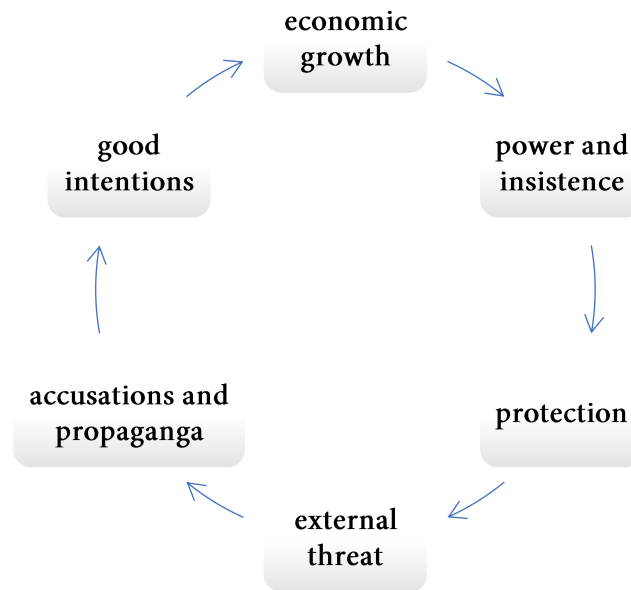 economic
growth
power and
insistence
protection
external
threat
accusations and
propaganga
good
intentions